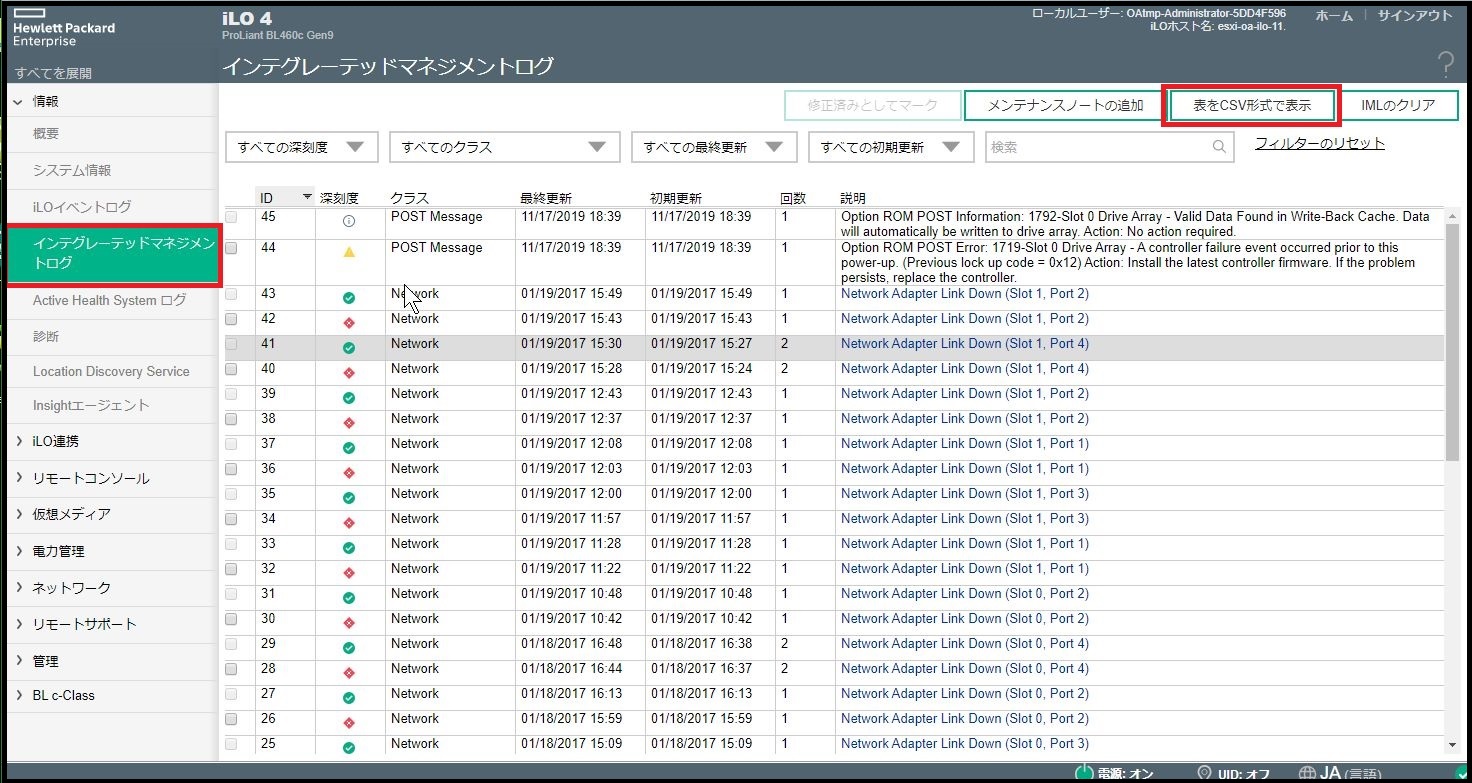 Hewlett Packard
Enterprise
iLO 4
ProLiant BL460c Gen9
ローカルユーザー: OAtmp-Administrator-5DD4F596
iLOホスト名: esxi-oa-ilo-11.
ホーム
サインアウト
すべてを展開
インテグレーテッドマネジメントログ
?
情報
概要
システム情報
iLOイベントログ
インテグレーテッドマネジメン
トログ
Active Health System ログ
診断
Location Discovery Service
Insightエージェント
iLO連携
リモートコンソール
仮想メディア
電力管理
ネットワーク
リモートサポート
管理
BL c-Class
修正済みとしてマーク
メンテナンスノートの追加
表をCSV形式で表示
IMLのクリア
すべての深刻度
すべてのクラス
すべての最終更新
すべての初期更新
検索
フィルターのリセット
ID 深刻度 クラス 最終更新 初期更新 回数 説明
45 POST Message 11/17/2019 18:39 11/17/2019 18:39 1 Option ROM POST Information: 1792-Slot 0 Drive Array - Valid Data Found in Write-Back Cache. Data
will automatically be written to drive array. Action: No action required.
44 POST Message 11/17/2019 18:39 11/17/2019 18:39 1 Option ROM POST Error: 1719-Slot 0 Drive Array - A controller failure event occurred prior to this
power-up. (Previous lock up code = 0x12) Action: Install the latest controller firmware. If the problem
persists, replace the controller.
43 Network 01/19/2017 15:49 01/19/2017 15:49 1 Network Adapter Link Down (Slot 1, Port 2)
42 Network 01/19/2017 15:43 01/19/2017 15:43 1 Network Adapter Link Down (Slot 1, Port 2)
41 Network 01/19/2017 15:30 01/19/2017 15:27 2 Network Adapter Link Down (Slot 1, Port 4)
40 Network 01/19/2017 15:28 01/19/2017 15:24 2 Network Adapter Link Down (Slot 1, Port 4)
39 Network 01/19/2017 12:43 01/19/2017 12:43 1 Network Adapter Link Down (Slot 1, Port 2)
38 Network 01/19/2017 12:37 01/19/2017 12:37 1 Network Adapter Link Down (Slot 1, Port 2)
37 Network 01/19/2017 12:08 01/19/2017 12:08 1 Network Adapter Link Down (Slot 1, Port 1)
36 Network 01/19/2017 12:03 01/19/2017 12:03 1 Network Adapter Link Down (Slot 1, Port 1)
35 Network 01/19/2017 12:00 01/19/2017 12:00 1 Network Adapter Link Down (Slot 1, Port 3)
34 Network 01/19/2017 11:57 01/19/2017 11:57 1 Network Adapter Link Down (Slot 1, Port 3)
33 Network 01/19/2017 11:28 01/19/2017 11:28 1 Network Adapter Link Down (Slot 1, Port 1)
32 Network 01/19/2017 11:22 01/19/2017 11:22 1 Network Adapter Link Down (Slot 1, Port 1)
31 Network 01/19/2017 10:48 01/19/2017 10:48 1 Network Adapter Link Down (Slot 0, Port 2)
30 Network 01/19/2017 10:42 01/19/2017 10:42 1 Network Adapter Link Down (Slot 0, Port 2)
29 Network 01/18/2017 16:48 01/18/2017 16:38 2 Network Adapter Link Down (Slot 0, Port 4)
28 Network 01/18/2017 16:44 01/18/2017 16:37 2 Network Adapter Link Down (Slot 0, Port 4)
27 Network 01/18/2017 16:13 01/18/2017 16:13 1 Network Adapter Link Down (Slot 0, Port 2)
26 Network 01/18/2017 15:59 01/18/2017 15:59 1 Network Adapter Link Down (Slot 0, Port 2)
25 Network 01/18/2017 15:09 01/18/2017 15:09 1 Network Adapter Link Down (Slot 0, Port 3)
電源: オン
UID: オフ
JA (言語)